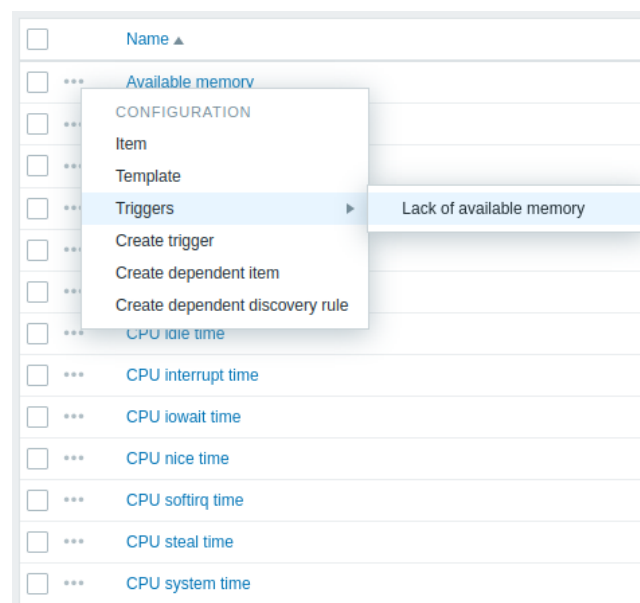 Name
Available memory
CONFIGURATION
Item
Template
Triggers
Lack of available memory
Create trigger
Create dependent item
Create dependent discovery rule
CPU idle time
CPU interrupt time
CPU iowait time
CPU nice time
CPU softirq time
CPU steal time
CPU system time